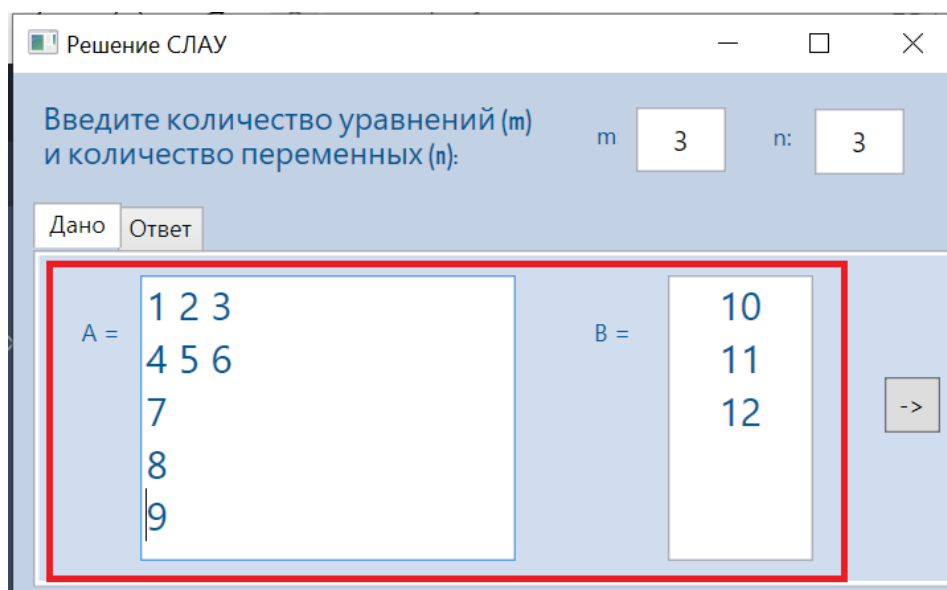 Решение СЛАУ
Введите количество уравнений (m)
и количество переменных (n):
m
3
n:
3
Дано
Ответ
A =
1 2 3
4 5 6
7
8
9
B =
10
11
12
->